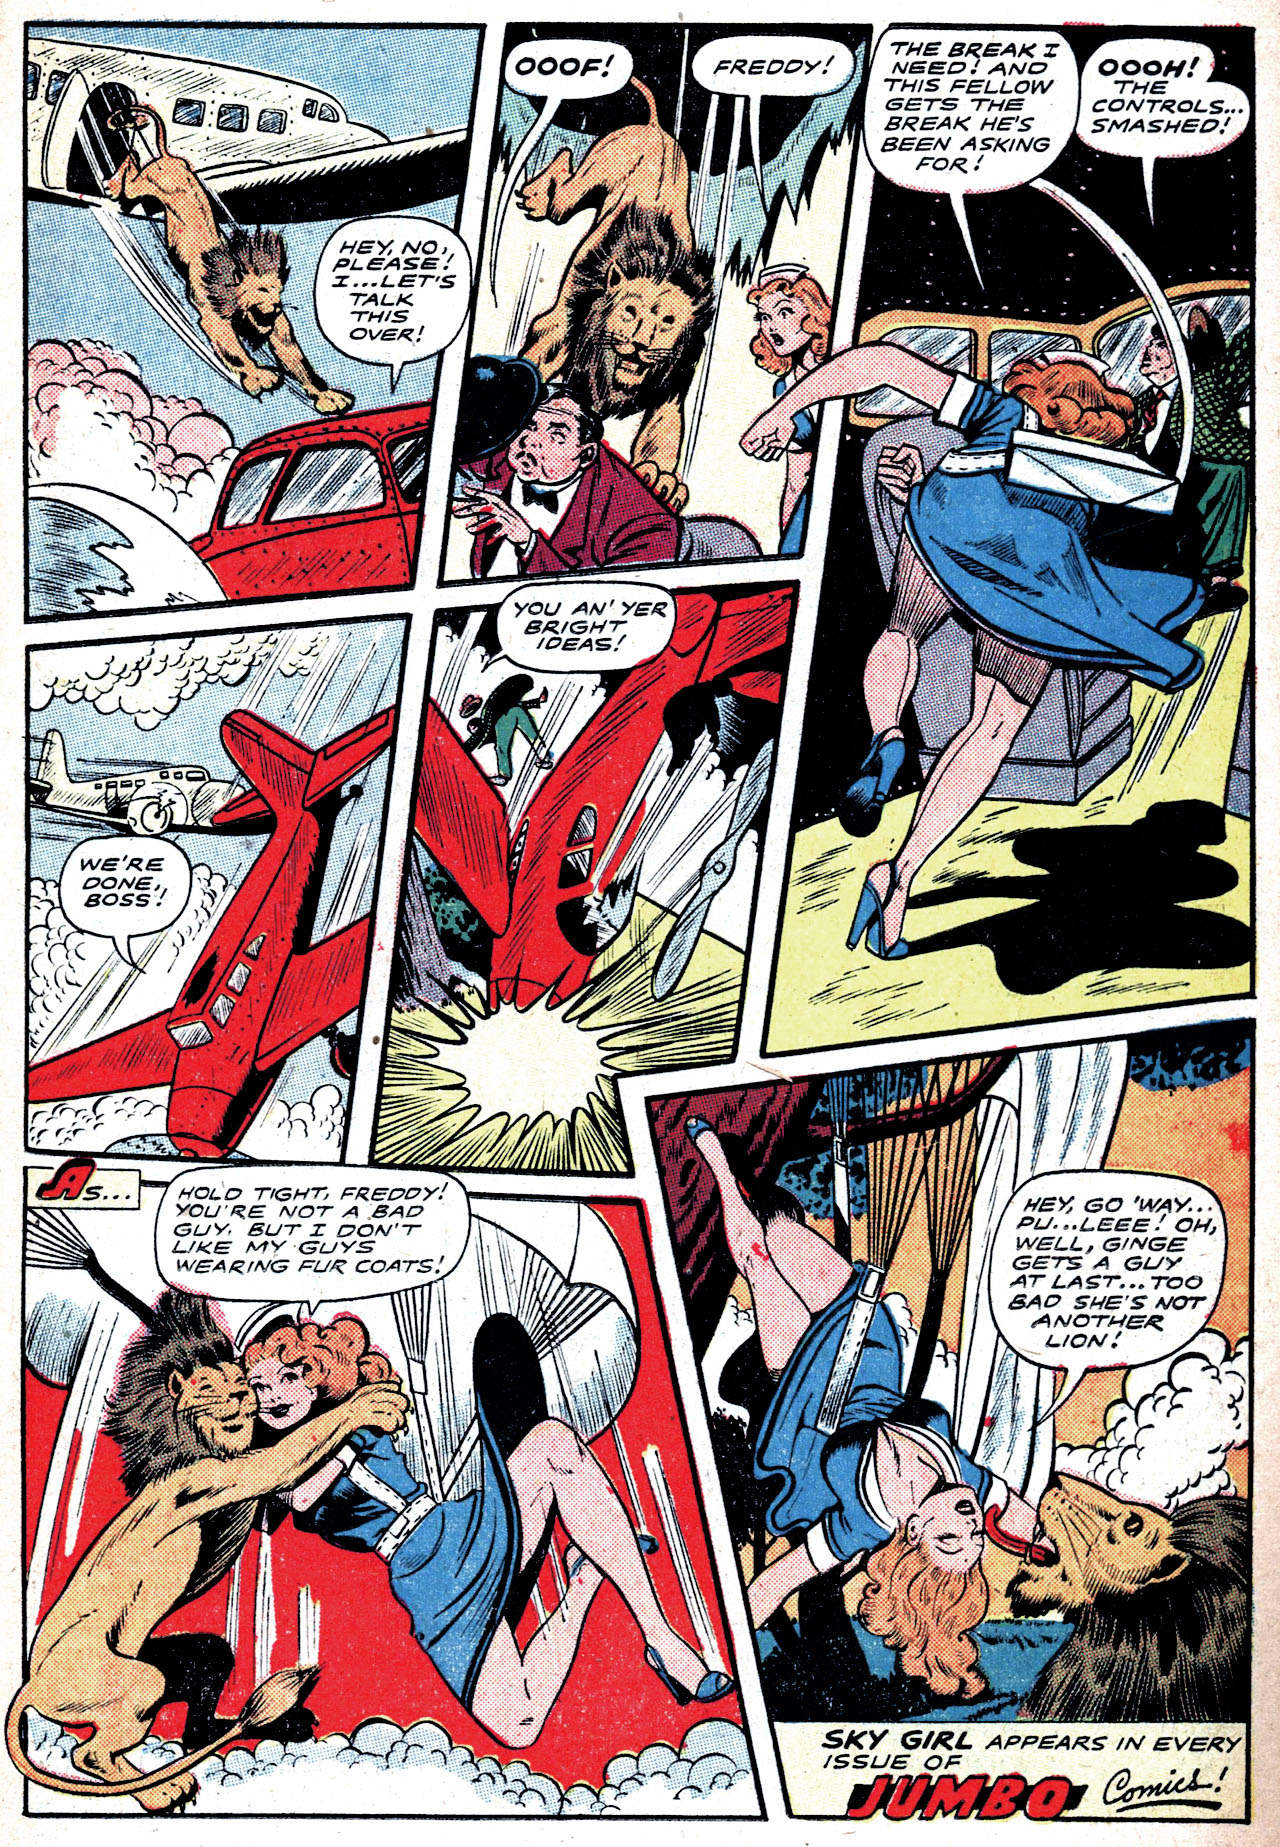 HEY, NO,
PLEASE!
I...LET'S
TALK
THIS
OVER!
OOOF!
FREDDY!
THE BREAK I
NEED! AND
THIS FELLOW
GETS THE
BREAK HE'S
BEEN ASKING
FOR!
OOOH!
THE
CONTROLS...
SMASHED!
WE'RE
DONE,
BOSS!
YOU AN' YER
BRIGHT
IDEAS!
AS...
HOLD TIGHT, FREDDY!
YOU'RE NOT A BAD
GUY, BUT I DON'T
LIKE MY GUYS
WEARING FUR COATS!
HEY, GO 'WAY...
PU...LEEE! OH,
WELL, GINGE
GETS A GUY
AT LAST...TOO
BAD SHE'S NOT
ANOTHER
LION!
SKY GIRL APPEARS IN EVERY
ISSUE OF
JUMBO Comics!